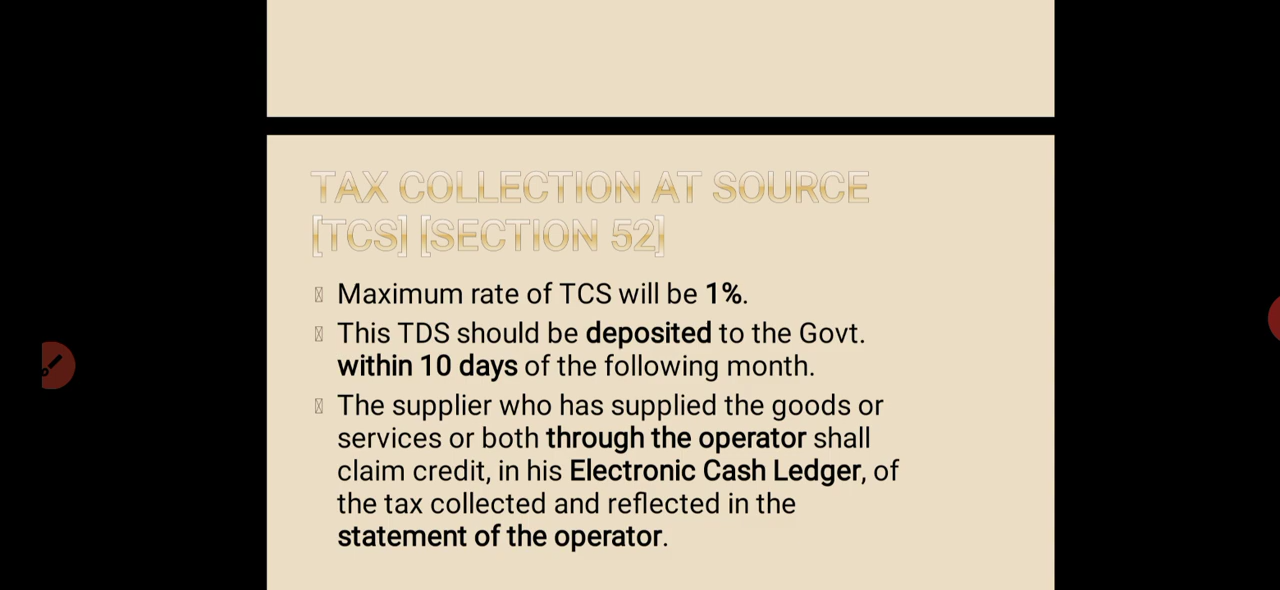 TAX COLLECTION AT SOURCE
[TCS] [SECTION 52]
Maximum rate of TCS will be 1%.
This TDS should be deposited to the Govt.
within 10 days of the following month.
The supplier who has supplied the goods or
services or both through the operator shall
claim credit, in his Electronic Cash Ledger, of
the tax collected and reflected in the
statement of the operator.